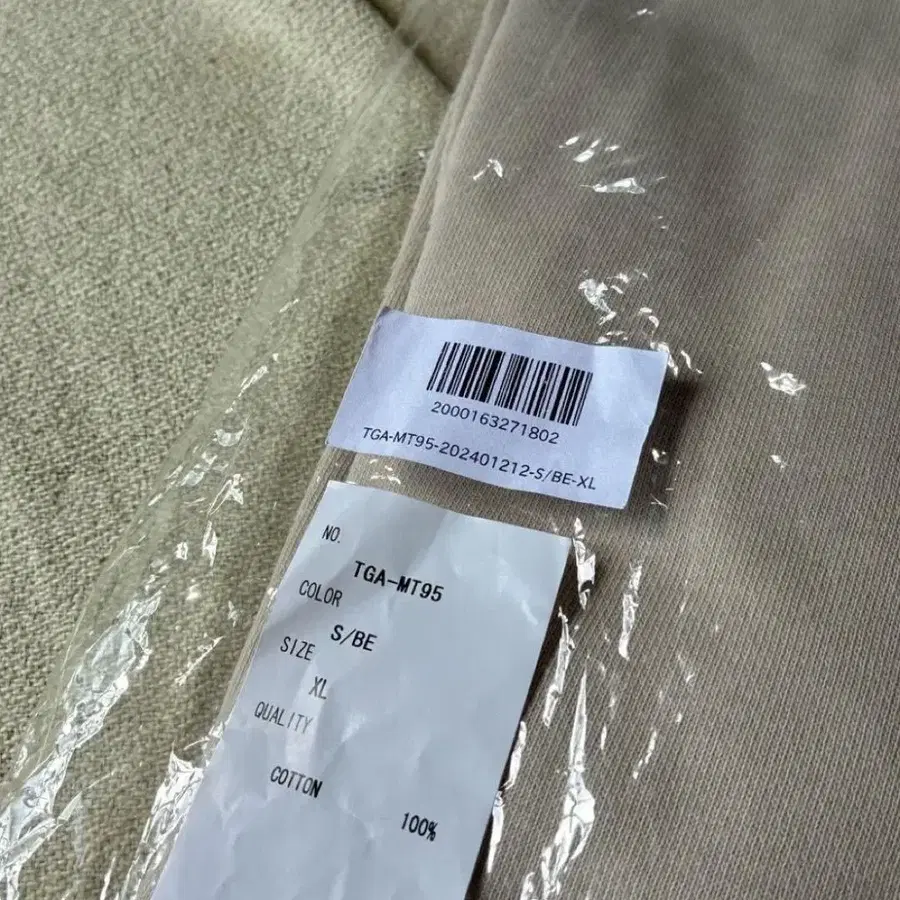 2000163271802
TGA-MT95-202401212-S/BE-XL
NO.
TGA-MT95
COLOR
S/BE
SIZE
XL
QUALITY
COTTON
100%